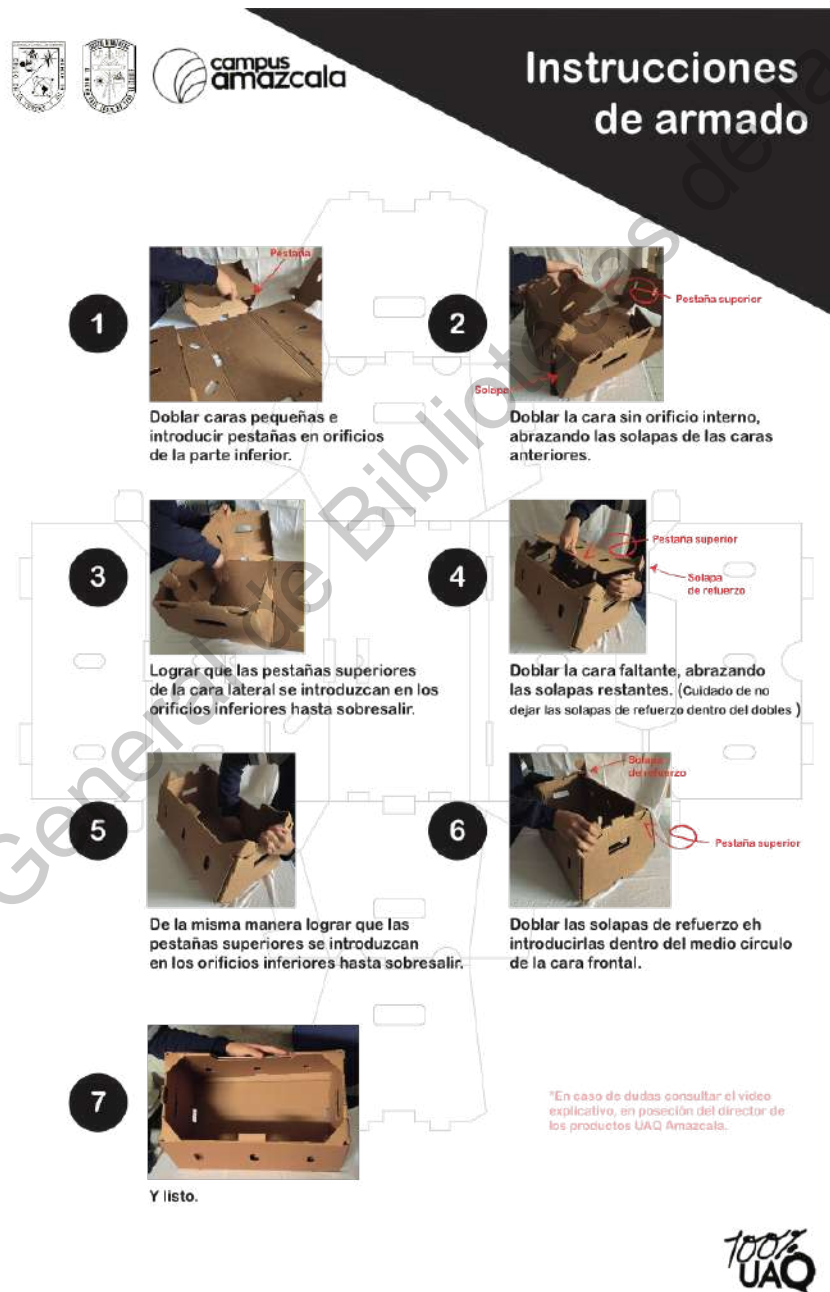 campus
amazcala
Instrucciones
de armado
1
Pestaña
Doblar caras pequeñas e
introducir pestañas en orificios
de la parte inferior.
2
Pestaña superior
Solapa
Doblar la cara sin orificio interno,
abrazando las solapas de las caras
anteriores.
3
Lograr que las pestañas superiores
de la cara lateral se introduzcan en los
orificios inferiores hasta sobresalir.
4
Pestaña superior
Solapa
de refuerzo
Doblar la cara faltante, abrazando
las solapas restantes. (Cuidado de no
dejar las solapas de refuerzo dentro del dobles )
5
De la misma manera lograr que las
pestañas superiores se introduzcan
en los orificios inferiores hasta sobresalir.
6
Solapa
de refuerzo
Pestaña superior
Doblar las solapas de refuerzo eh
introducirlas dentro del medio círculo
de la cara frontal.
7
Y listo.
*En caso de dudas consultar el video
explicativo, en poseción del director de
los productos UAQ Amazcala.
100%
UAQ
General de Bibliotecas de la